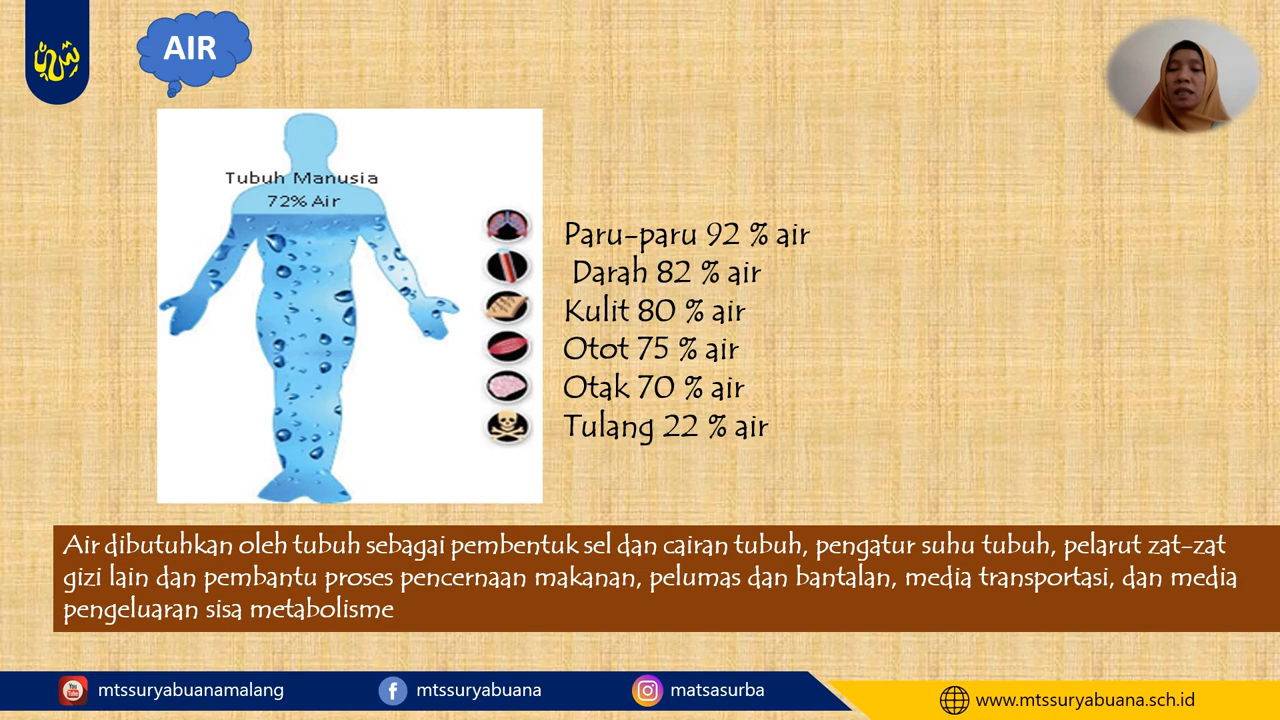 AIR
Tubuh Manusia
72% Air
Paru-paru 92 % air
Darah 82 % air
Kulit 80 % air
Otot 75 % air
Otak 70 % air
Tulang 22 % air
Air dibutuhkan oleh tubuh sebagai pembentuk sel dan cairan tubuh, pengatur suhu tubuh, pelarut zat-zat
gizi lain dan pembantu proses pencernaan makanan, pelumas dan bantalan, media transportasi, dan media
pengeluaran sisa metabolisme
mtssuryabuanamalang
mtssuryabuana
matsasurba
www.mtssuryabuana.sch.id